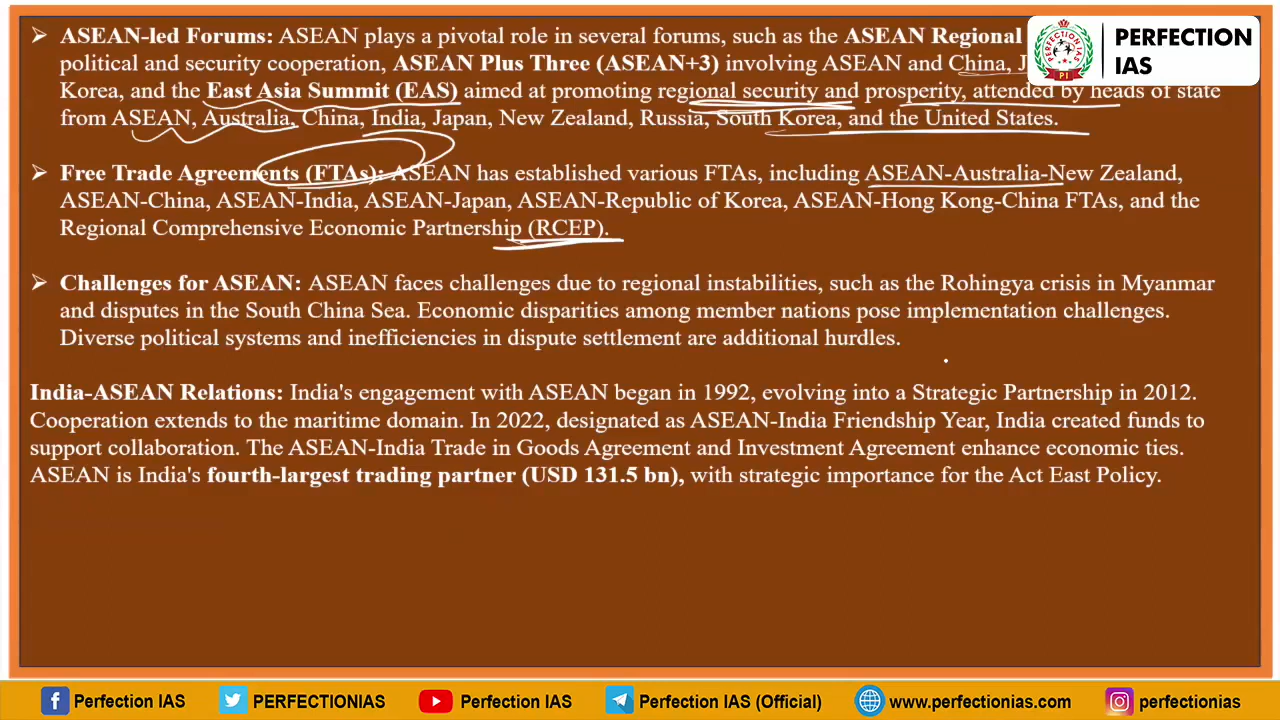 ➢ ASEAN-led Forums: ASEAN plays a pivotal role in several forums, such as the ASEAN Regional
political and security cooperation, ASEAN Plus Three (ASEAN+3) involving ASEAN and China, J
Korea, and the East Asia Summit (EAS) aimed at promoting regional security and prosperity, attended by heads of state
from ASEAN, Australia, China, India, Japan, New Zealand, Russia, South Korea, and the United States.
➢ Free Trade Agreements (FTAs): ASEAN has established various FTAs, including ASEAN-Australia-New Zealand,
ASEAN-China, ASEAN-India, ASEAN-Japan, ASEAN-Republic of Korea, ASEAN-Hong Kong-China FTAs, and the
Regional Comprehensive Economic Partnership (RCEP).
➢ Challenges for ASEAN: ASEAN faces challenges due to regional instabilities, such as the Rohingya crisis in Myanmar
and disputes in the South China Sea. Economic disparities among member nations pose implementation challenges.
Diverse political systems and inefficiencies in dispute settlement are additional hurdles.
India-ASEAN Relations: India's engagement with ASEAN began in 1992, evolving into a Strategic Partnership in 2012.
Cooperation extends to the maritime domain. In 2022, designated as ASEAN-India Friendship Year, India created funds to
support collaboration. The ASEAN-India Trade in Goods Agreement and Investment Agreement enhance economic ties.
ASEAN is India's fourth-largest trading partner (USD 131.5 bn), with strategic importance for the Act East Policy.
PERFECTION
IAS
PI
Perfection IAS PERFECTIONIAS Perfection IAS Perfection IAS (Official) www.perfectionias.com perfectionias